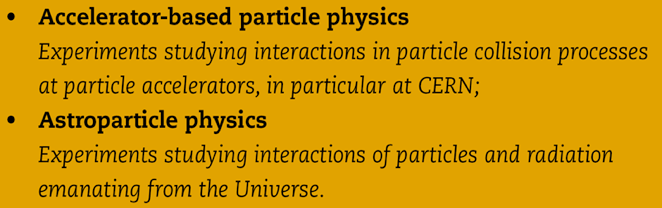 • Accelerator-based particle physics
Experiments studying interactions in particle collision processes
at particle accelerators, in particular at CERN;
• Astroparticle physics
Experiments studying interactions of particles and radiation
emanating from the Universe.